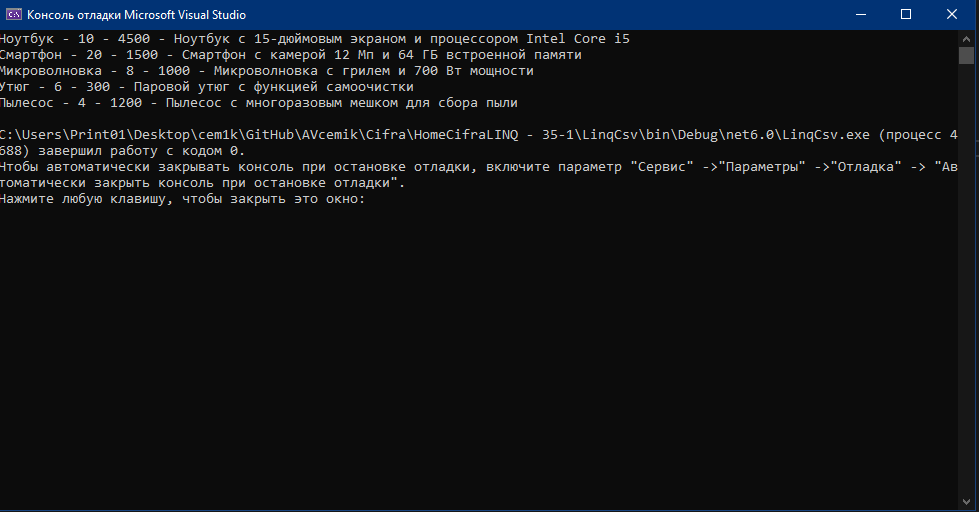 Консоль отладки Microsoft Visual Studio
Ноутбук - 10 - 4500 - Ноутбук с 15-дюймовым экраном и процессором Intel Core i5
Смартфон - 20 - 1500 - Смартфон с камерой 12 Мп и 64 ГБ встроенной памяти
Микроволновка - 8 - 1000 - Микроволновка с грилем и 700 Вт мощности
Утюг - 6 - 300 - Паровой утюг с функцией самоочистки
Пылесос - 4 - 1200 - Пылесос с многоразовым мешком для сбора пыли
C:\Users\Print01\Desktop\cem1k\GitHub\AVcemik\Cifra\HomeCifraLINQ - 35-1\LinqCsv\bin\Debug\net6.0\LinqCsv.exe (процесс 4
688) завершил работу с кодом 0.
Чтобы автоматически закрывать консоль при остановке отладки, включите параметр "Сервис" ->"Параметры" ->"Отладка" -> "Ав
томатически закрыть консоль при остановке отладки".
Нажмите любую клавишу, чтобы закрыть это окно: